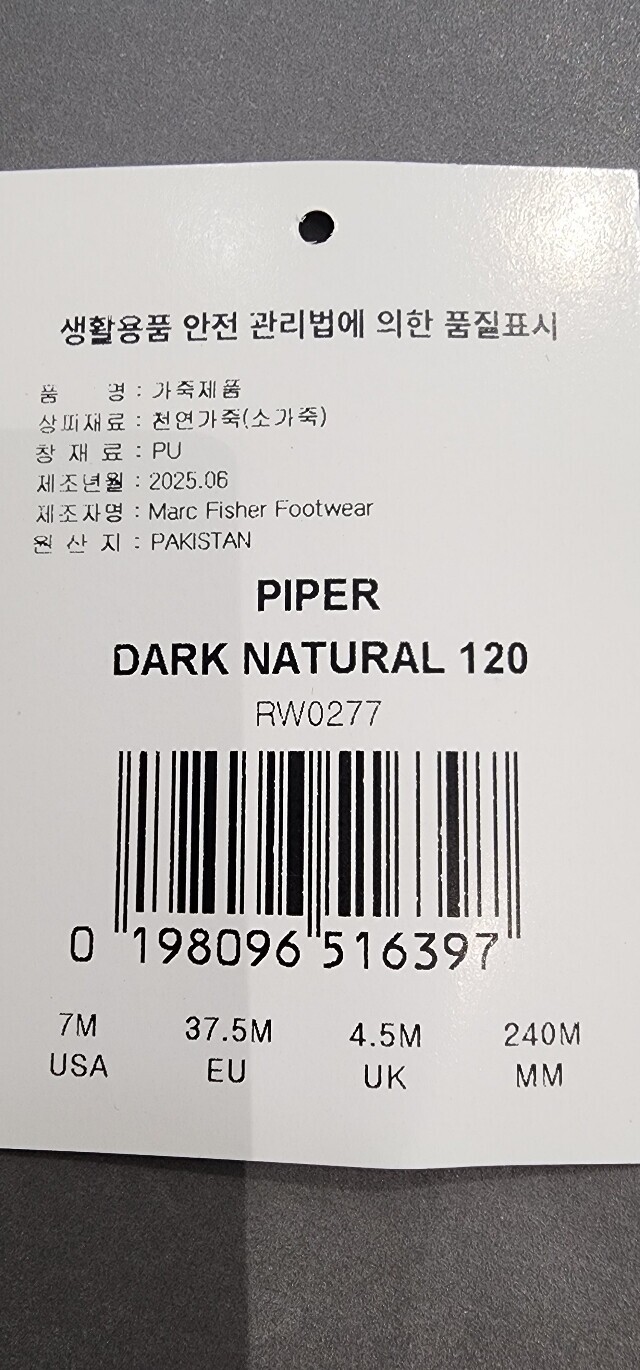 생활용품 안전 관리법에 의한 품질표시
품 명 : 가죽제품
상피재료 : 천연가죽(소가죽)
창 재 료 : PU
제조년월 : 2025.06
제조자명 : Marc Fisher Footwear
원 산 지 : PAKISTAN
PIPER
DARK NATURAL 120
RW0277
0 198096 516397
7M 37.5M 4.5M 240M
USA EU UK MM